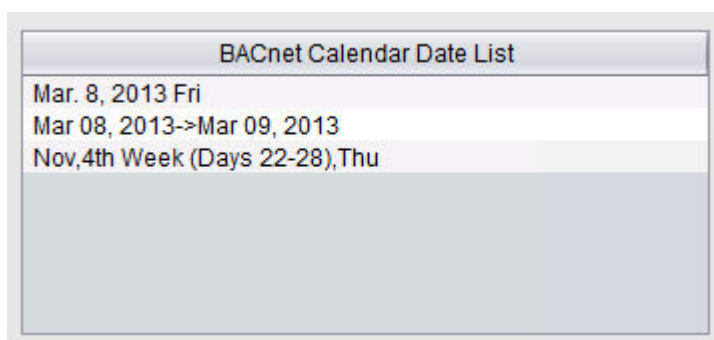 BACnet Calendar Date List
Mar. 8, 2013 Fri
Mar 08, 2013->Mar 09, 2013
Nov,4th Week (Days 22-28),Thu